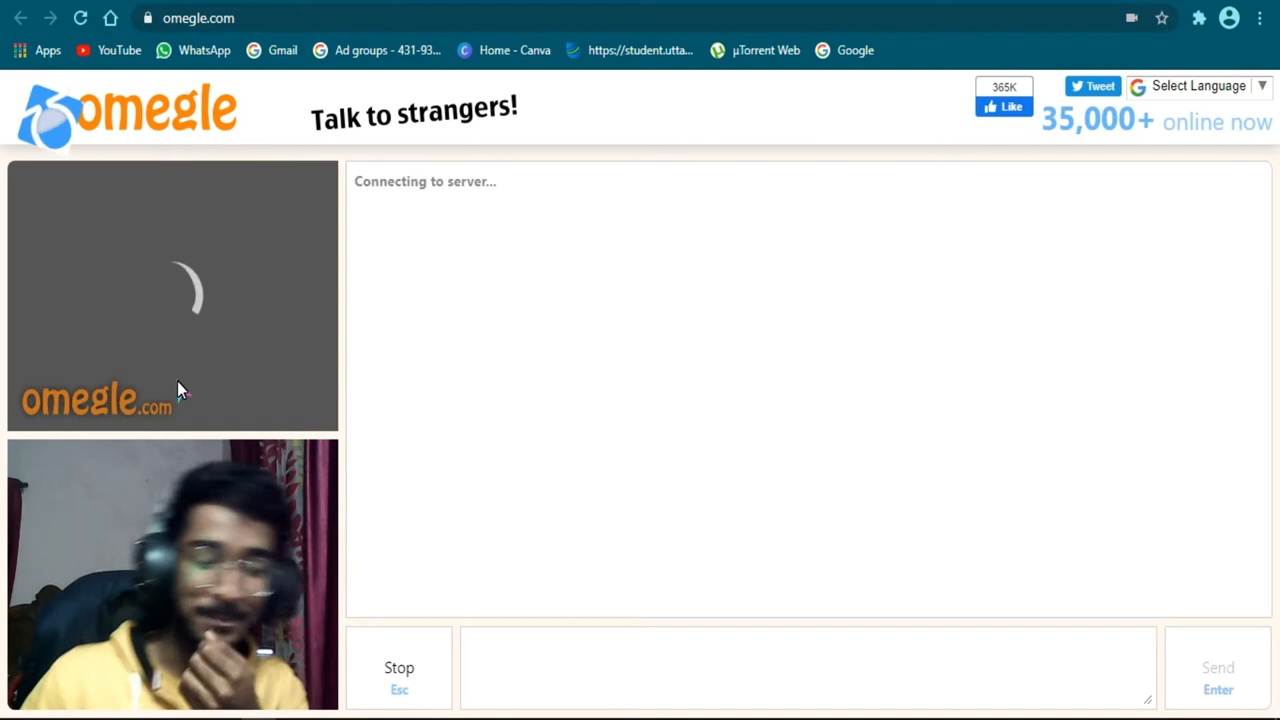 omegle.com
Apps
YouTube
WhatsApp
Gmail
Ad groups - 431-93...
Home - Canva
https://student.utta...
µTorrent Web
Google
omegle
Talk to strangers!
365K
Like
Tweet
Select Language
35,000+ online now
Connecting to server...
omegle.com
Stop
Esc
Send
Enter